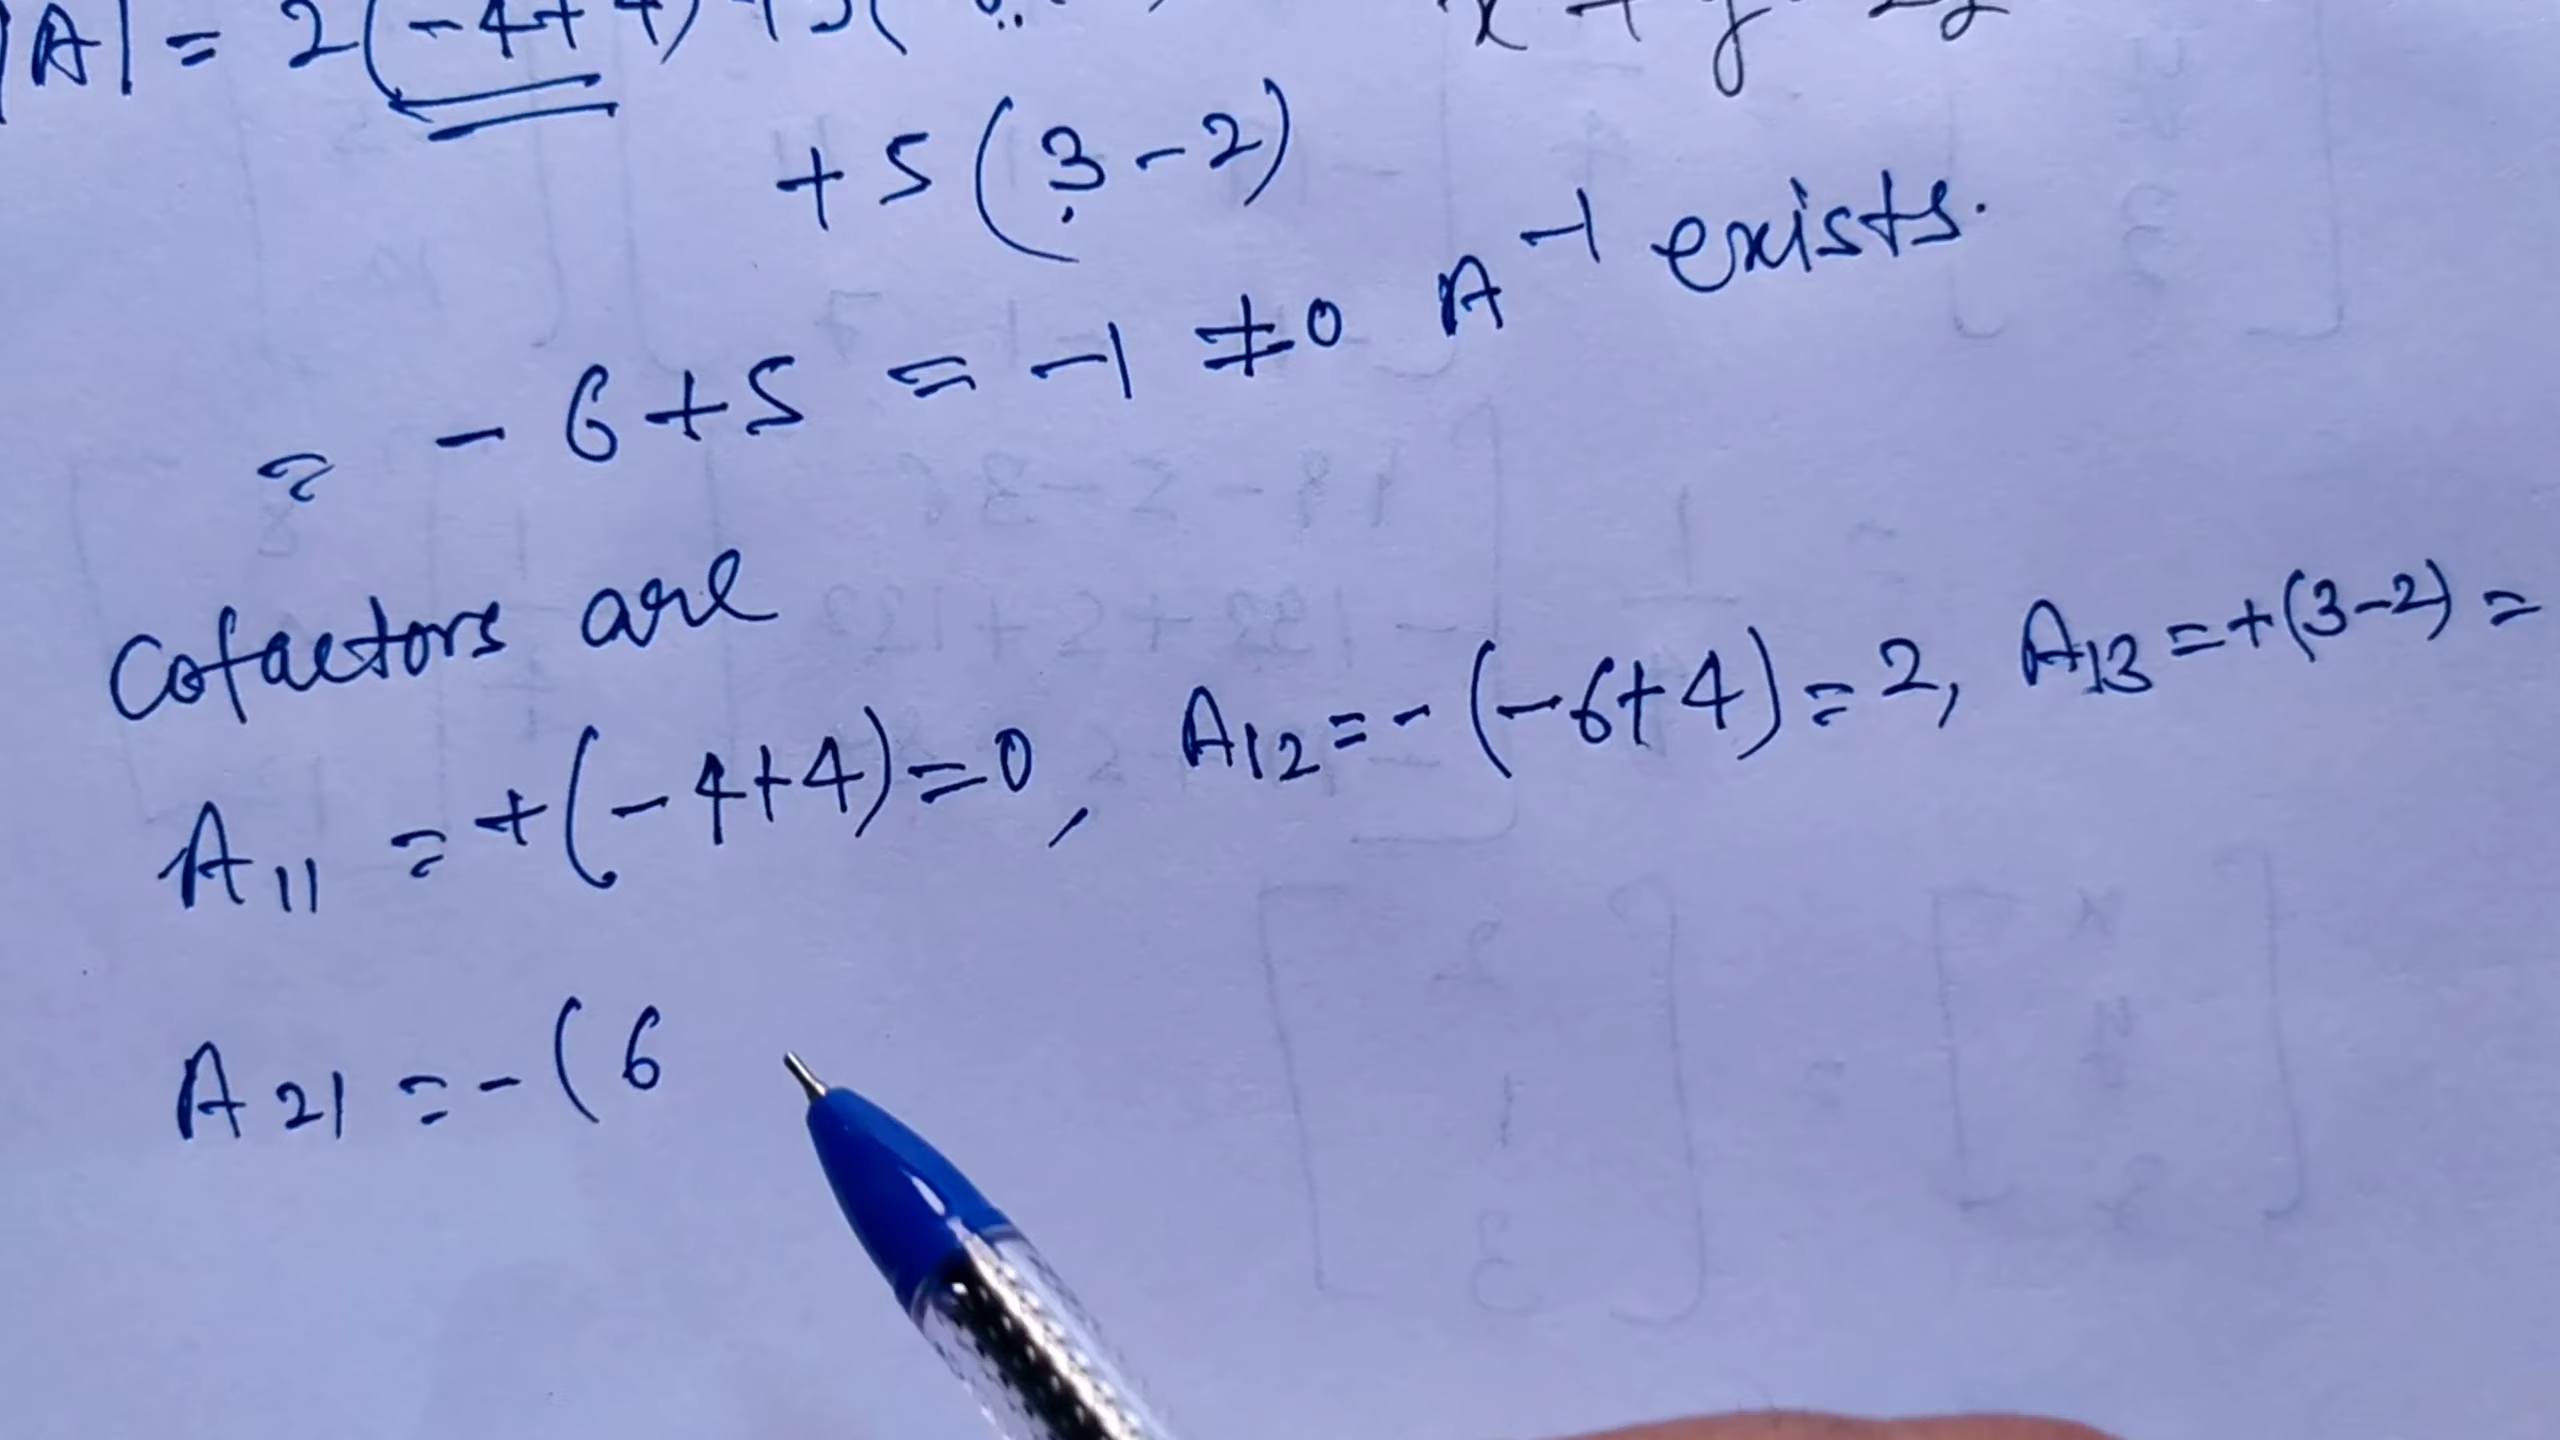 |A| = 2(-4+4)
+ 5 (3 - 2)
= - 6 + 5 = -1 ≠ 0 A⁻¹ exists.
Cofactors are
A₁₁ = +(-4+4) = 0, A₁₂ = - (-6+4) = 2, A₁₃ = +(3-2) =
A₂₁ = - (6